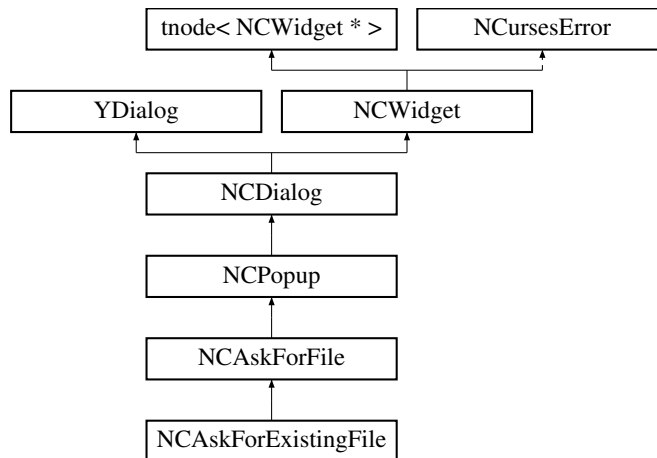 tnode< NCWidget * >
NCursesError
YDialog
NCWidget
NCDialog
NCPopup
NCAskForFile
NCAskForExistingFile